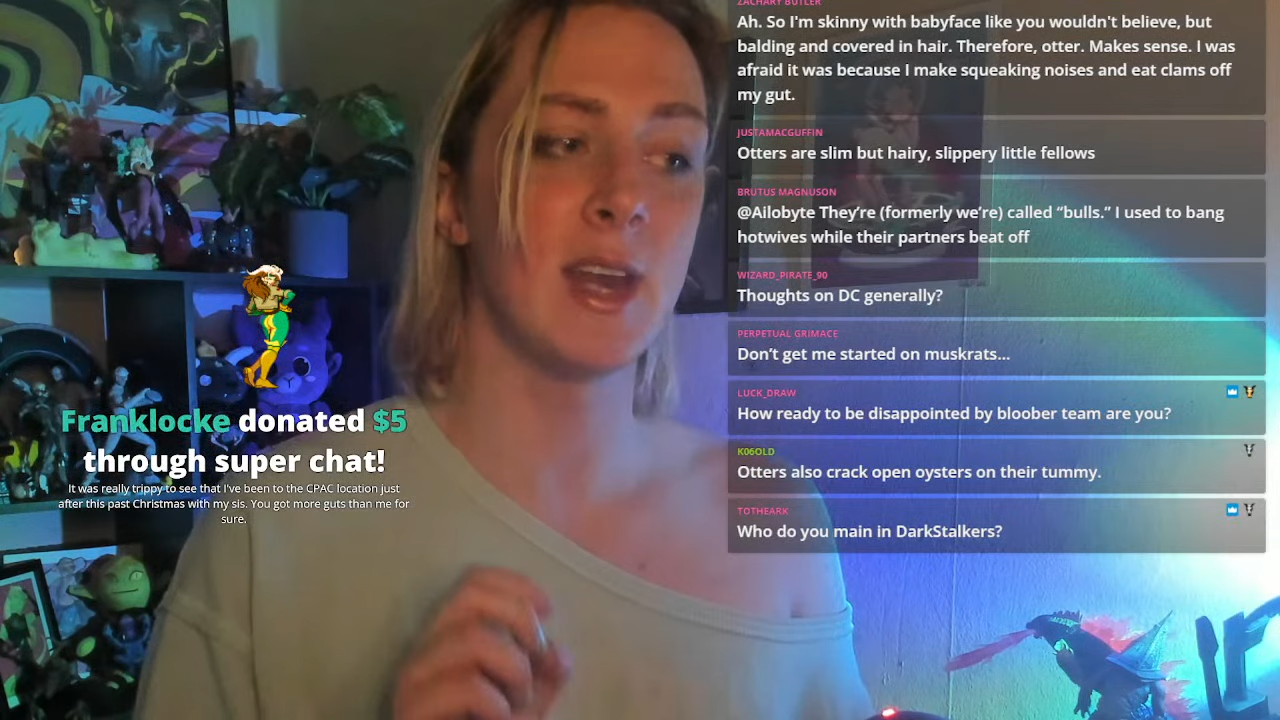 ZACHARY BUTLER
Ah. So I'm skinny with babyface like you wouldn't believe, but
balding and covered in hair. Therefore, otter. Makes sense. I was
afraid it was because I make squeaking noises and eat clams off
my gut.
JUSTAMACGUFFIN
Otters are slim but hairy, slippery little fellows
BRUTUS MAGNUSON
@Ailobyte They’re (formerly we’re) called “bulls.” I used to bang
hotwives while their partners beat off
WIZARD_PIRATE_90
Thoughts on DC generally?
PERPETUAL GRIMACE
Don’t get me started on muskrats...
LUCK_DRAW
How ready to be disappointed by bloober team are you?
K06OLD
Otters also crack open oysters on their tummy.
TOTHEARK
Who do you main in DarkStalkers?
Franklocke donated $5
through super chat!
It was really trippy to see that I've been to the CPAC location just
after this past Christmas with my sis. You got more guts than me for
sure.